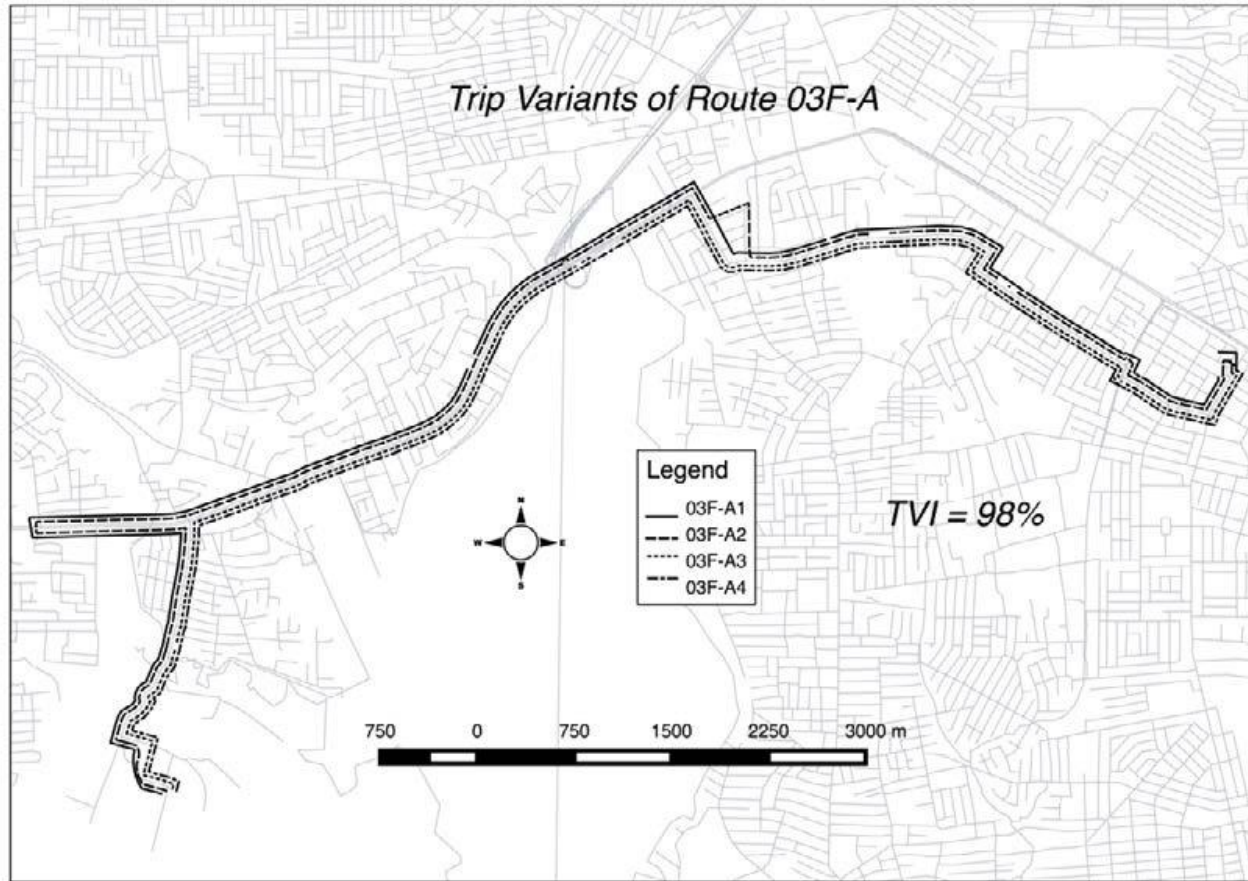 Trip Variants of Route 03F-A
Legend
03F-A1
03F-A2
03F-A3
03F-A4
TVI = 98%
N
W E
S
750 0 750 1500 2250 3000 m